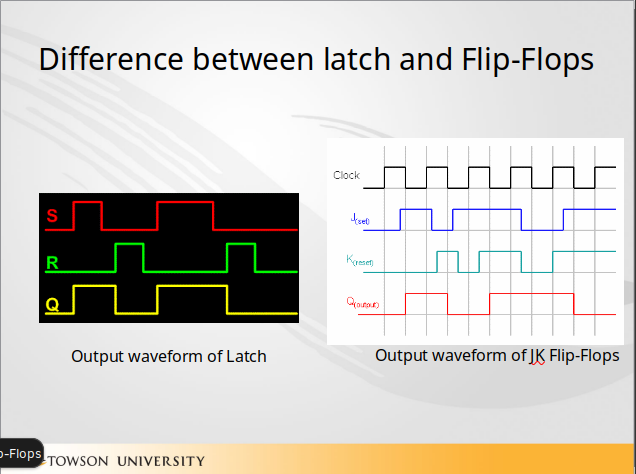 Difference between latch and Flip-Flops
S
R
Q
Clock
J(set)
K(reset)
Q(output)
Output waveform of Latch
Output waveform of JK Flip-Flops
p-Flops
TOWSON UNIVERSITY